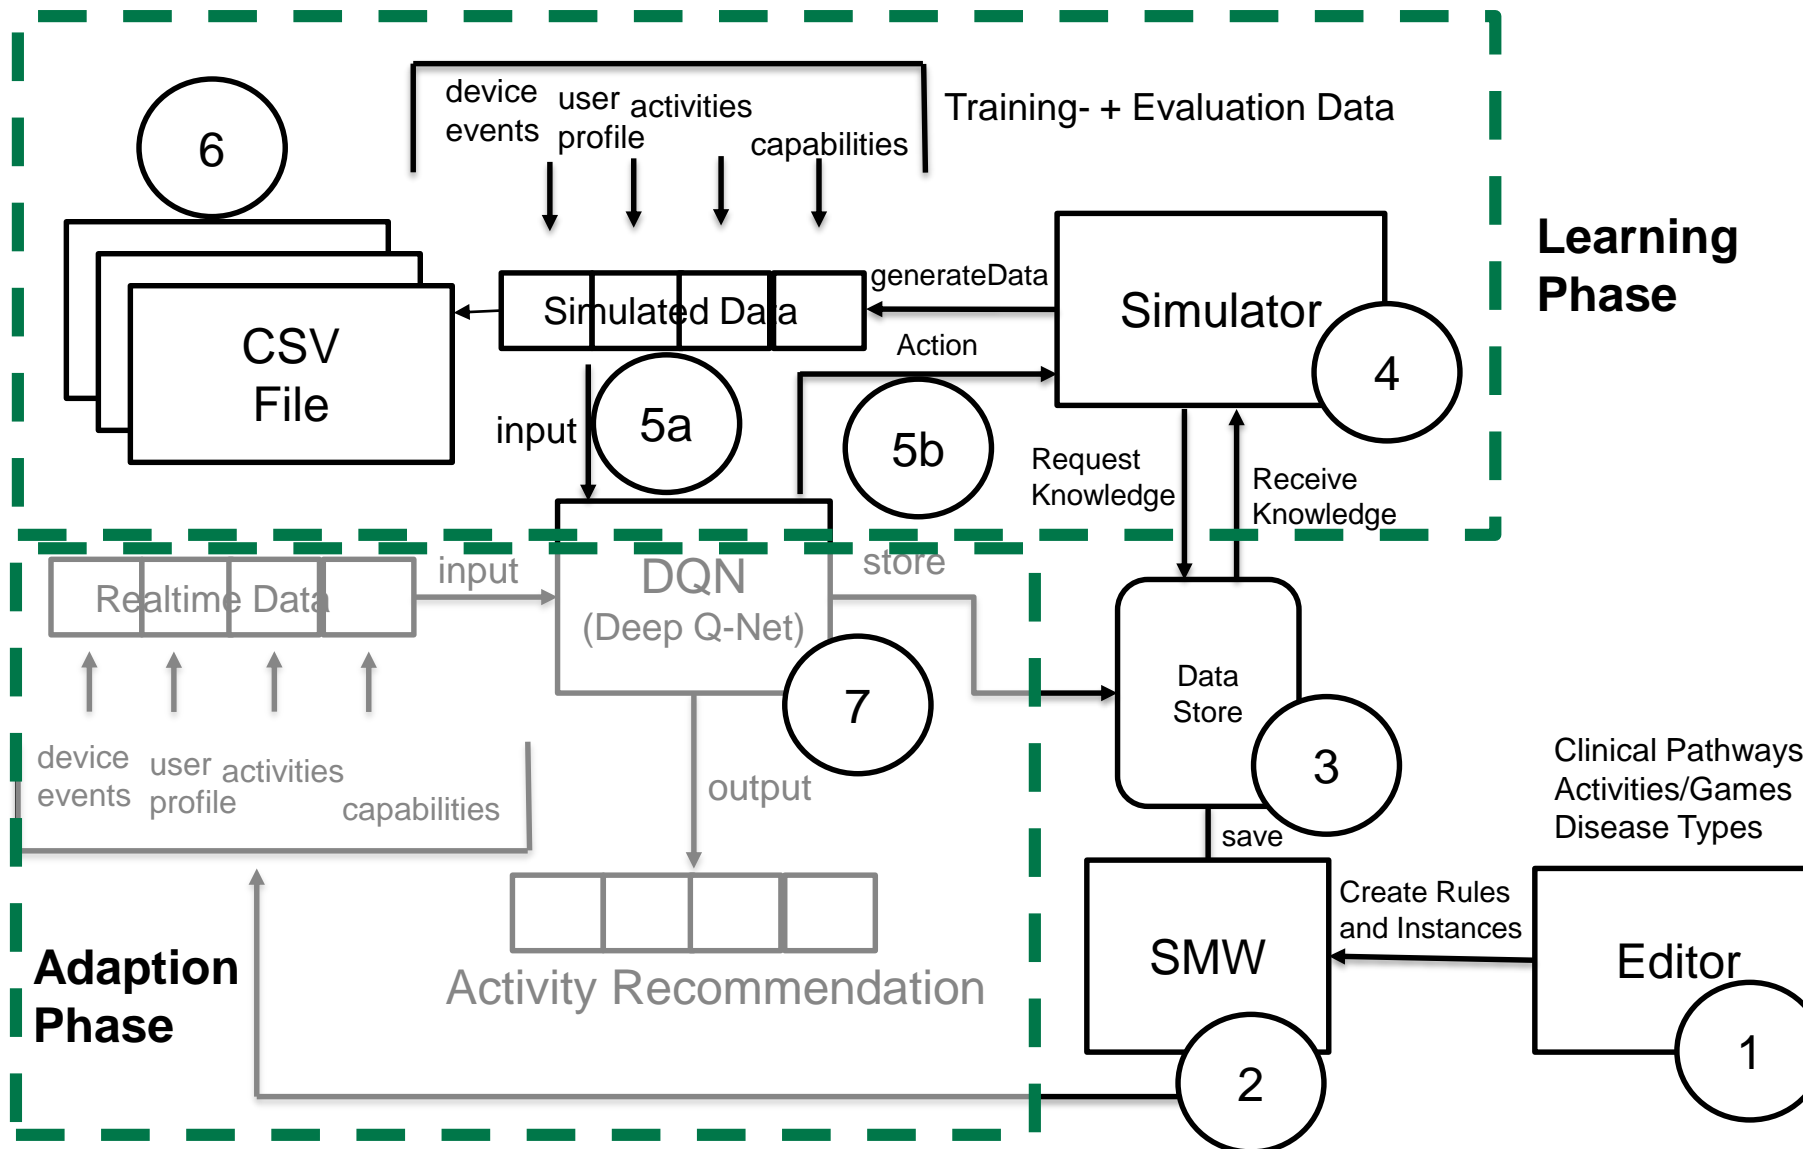 device
events
user
profile
activities
capabilities
Training- + Evaluation Data
6
Learning
Phase
generateData
Simulated Data
Simulator
CSV
File
Action
4
input
5a
5b
Request
Knowledge
Receive
Knowledge
input
store
Realtime Data
DQN
(Deep Q-Net)
7
Data
Store
3
device
events
user
profile
activities
capabilities
output
save
Clinical Pathways
Activities/Games
Disease Types
Create Rules
and Instances
SMW
Editor
Activity Recommendation
Adaption
Phase
2
1